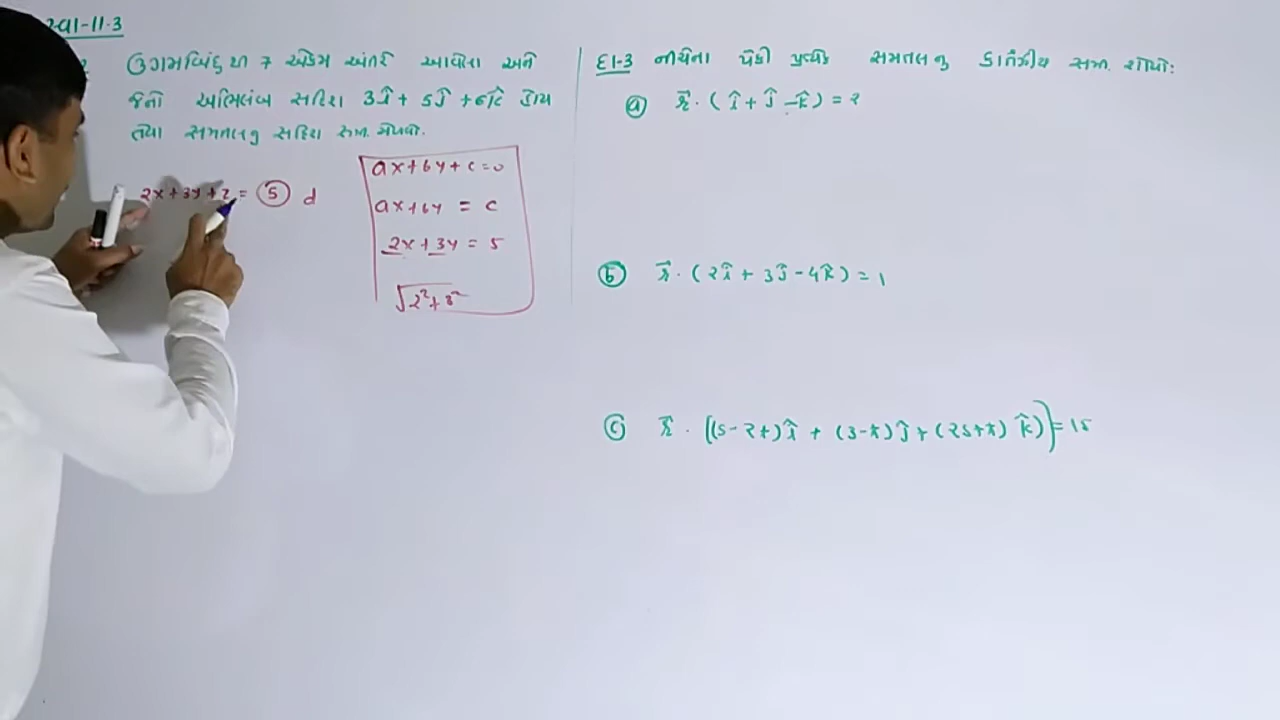 11.3
ઉગમબિંદુ થી 7 એકમ અંતરે આવેલા અને
જેનો અભિલંબ સદિશ 3î + 5ĵ + 6k̂ હોય
તેવા સમતલનુ સદિશ સમી. મેળવો.
2x + 3y + z = 5 d
ax + by + c = 0
ax + by = c
2x + 3y = 5
√2² + 3²
દા-3 નીચેના પૈકી પ્રત્યેક સમતલ નુ કાર્તેઝીય સમી. શોધો:
ⓐ r⃗ · (î + ĵ - k̂) = 2
ⓑ r⃗ · (2î + 3ĵ - 4k̂) = 1
ⓒ r⃗ · [(s - 2t)î + (3 - t)ĵ + (2s + t) k̂] = 15